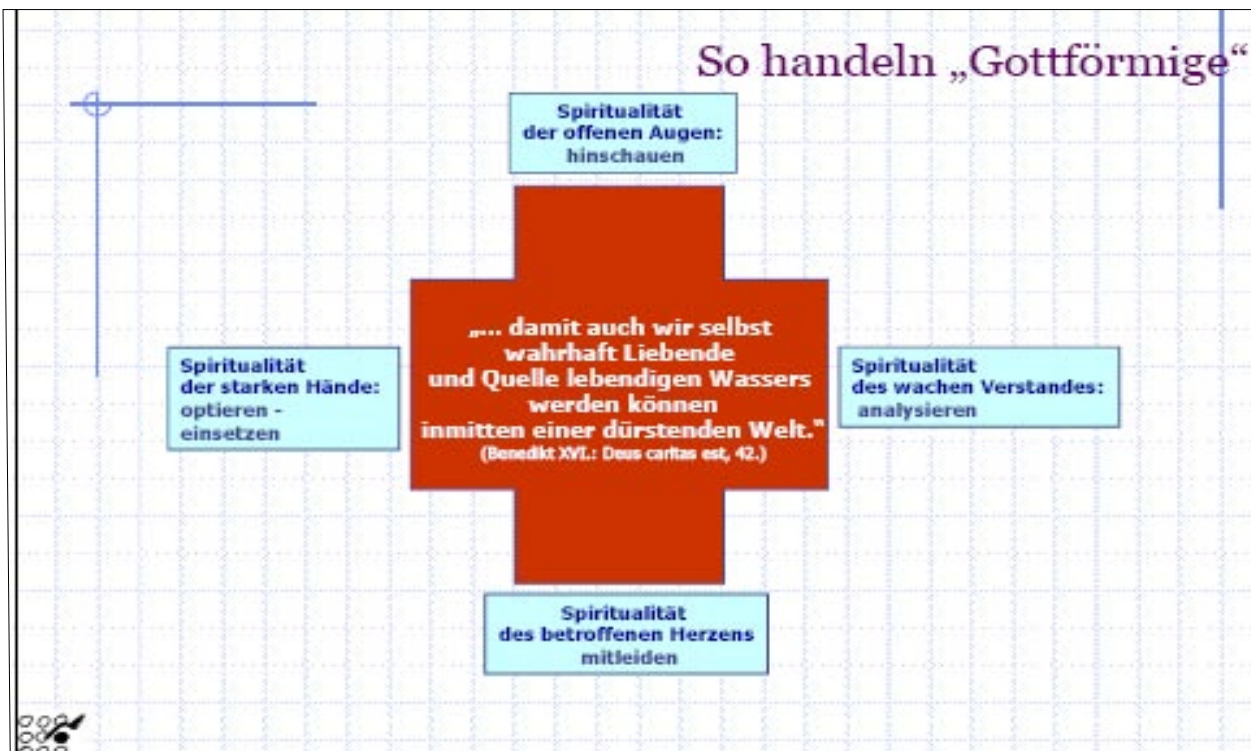 So handeln „Gottförmige“
Spiritualität
der offenen Augen:
hinschauen
„... damit auch wir selbst
wahrhaft Liebende
und Quelle lebendigen Wassers
werden können
inmitten einer dürstenden Welt.“
(Benedikt XVI.: Deus caritas est, 42.)
Spiritualität
der starken Hände:
optieren -
einsetzen
Spiritualität
des wachen Verstandes:
analysieren
Spiritualität
des betroffenen Herzens
mitleiden